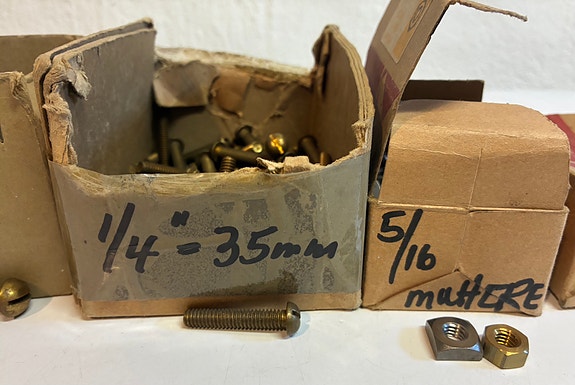 1/4" = 35mm
5/16
muttERE